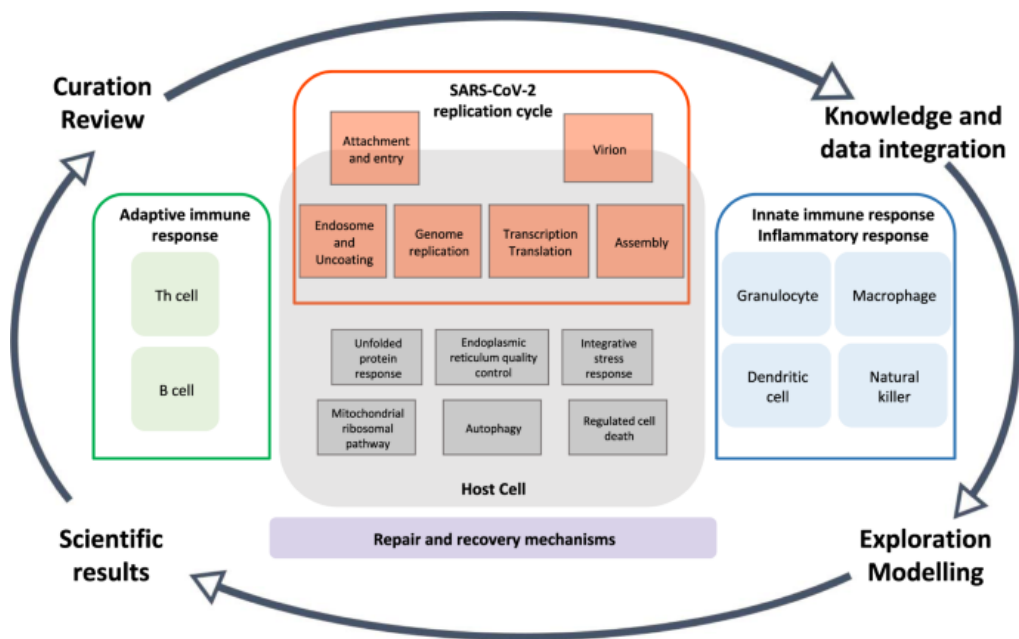 Curation
Review
SARS-CoV-2
replication cycle
Attachment
and entry
Virion
Knowledge and
data integration
Adaptive immune
response
Th cell
B cell
Endosome
and
Uncoating
Genome
replication
Transcription
Translation
Assembly
Innate immune response
Inflammatory response
Granulocyte
Macrophage
Dendritic
cell
Natural
killer
Unfolded
protein
response
Endoplasmic
reticulum quality
control
Integrative
stress
response
Mitochondrial
ribosomal
pathway
Autophagy
Regulated cell
death
Host Cell
Repair and recovery mechanisms
Scientific
results
Exploration
Modelling